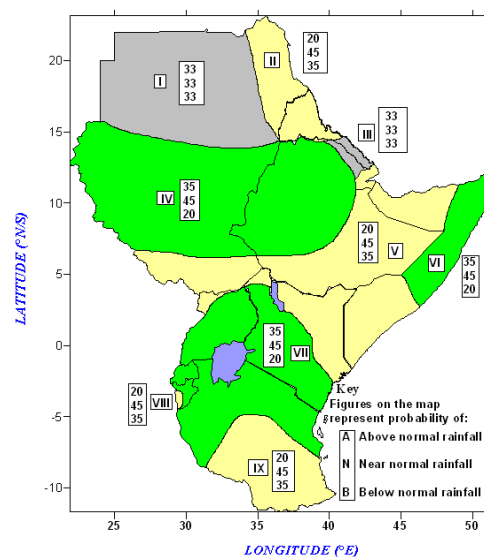 20
15
10
5
0
-5
-10
25
30
35
40
45
50
LATITUDE (°N/S)
LONGITUDE (°E)
I
33
33
33
II
20
45
35
III
33
33
33
IV
35
45
20
20
45
35
V
VI
35
45
20
35
45
20
VII
20
45
35
VIII
IX
20
45
35
Key
Figures on the map
represent probability of:
A Above normal rainfall
N Near normal rainfall
B Below normal rainfall